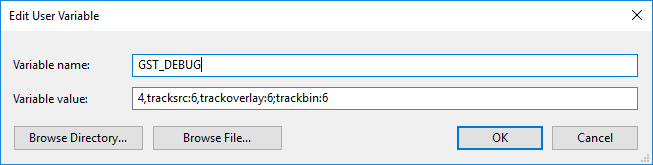 Edit User Variable
Variable name: GST_DEBUG
Variable value: 4,tracksrc:6,trackoverlay:6;trackbin:6
Browse Directory... Browse File... OK Cancel